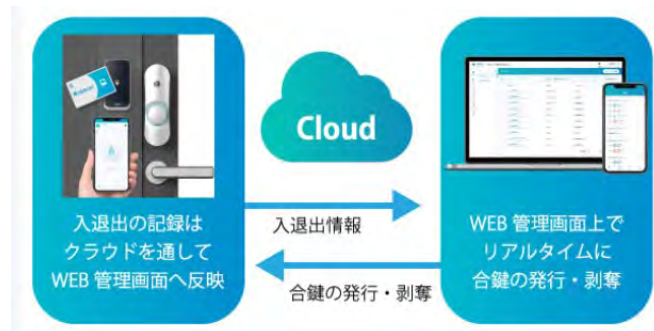 Cloud
入退出の記録は
クラウドを通して
WEB 管理画面へ反映
入退出情報
合鍵の発行・剥奪
WEB 管理画面上で
リアルタイムに
合鍵の発行・剥奪